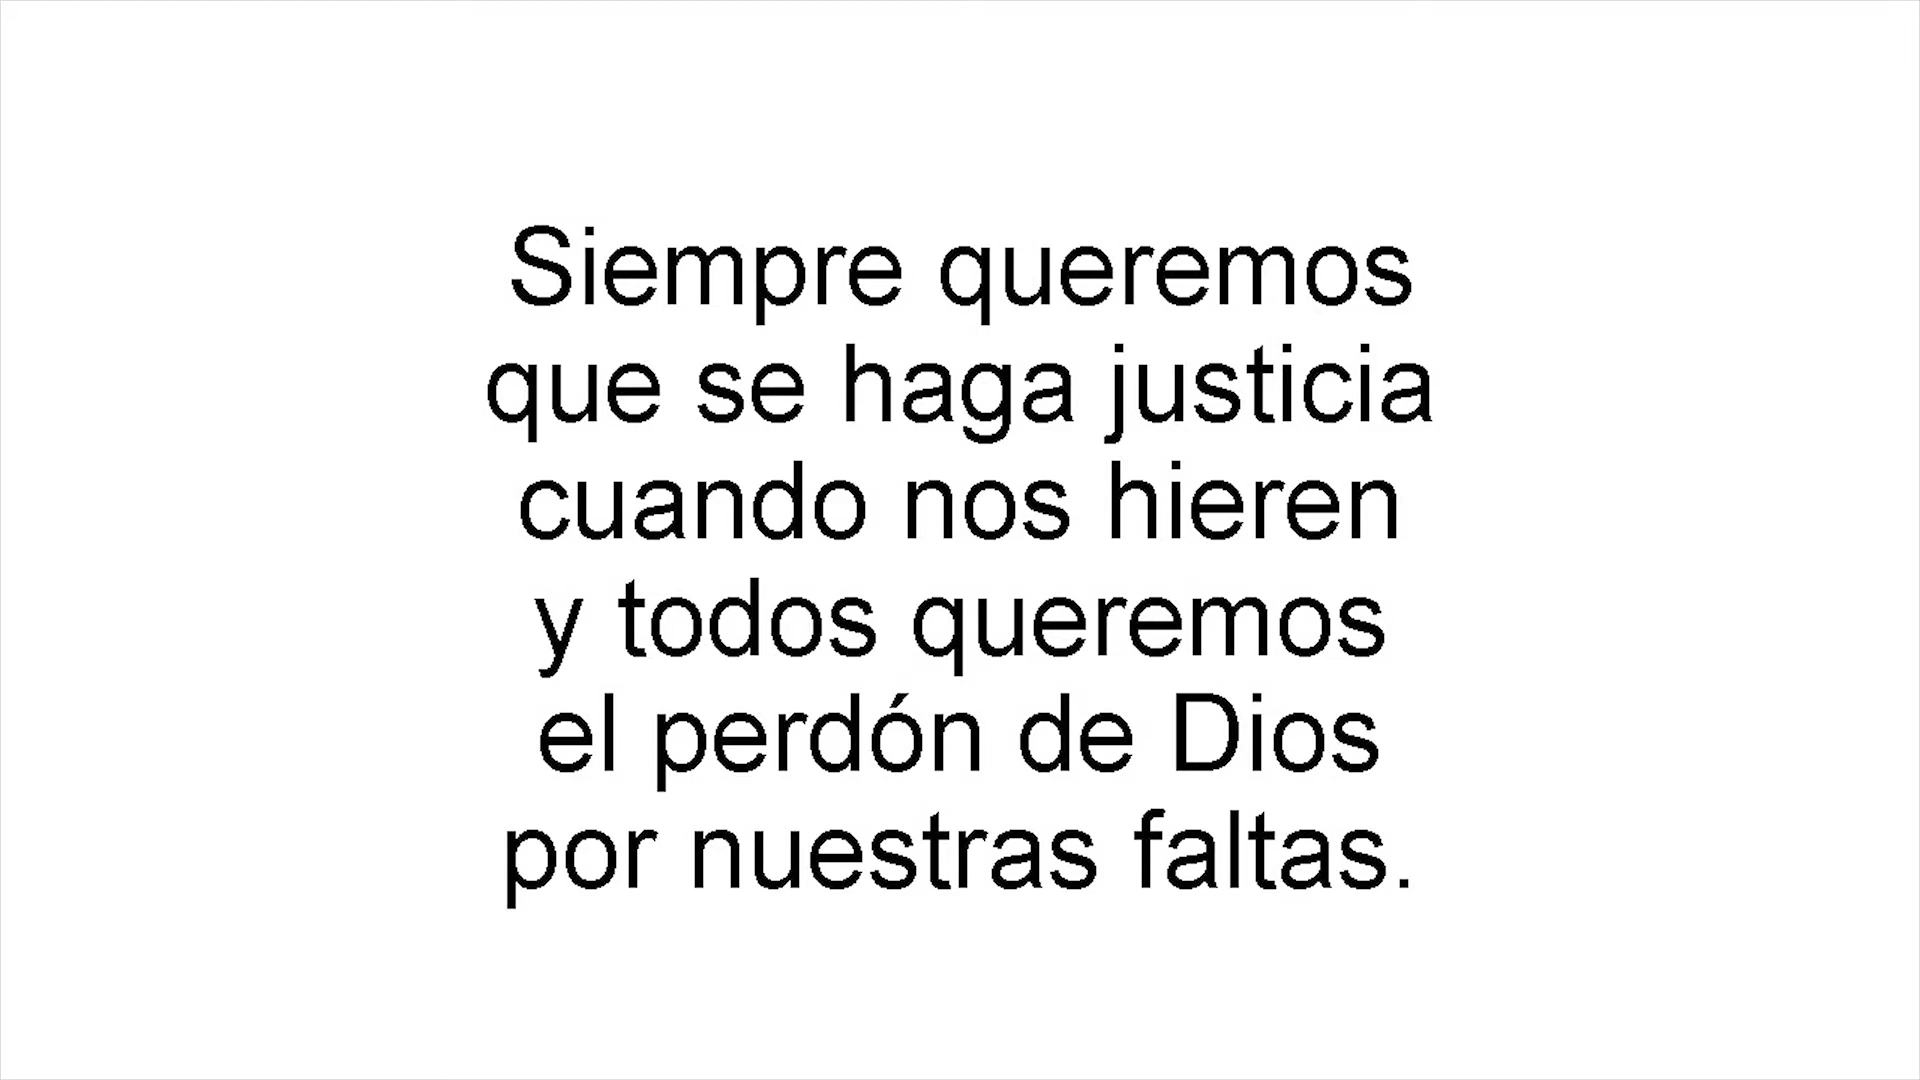 Siempre queremos
que se haga justicia
cuando nos hieren
y todos queremos
el perdón de Dios
por nuestras faltas.